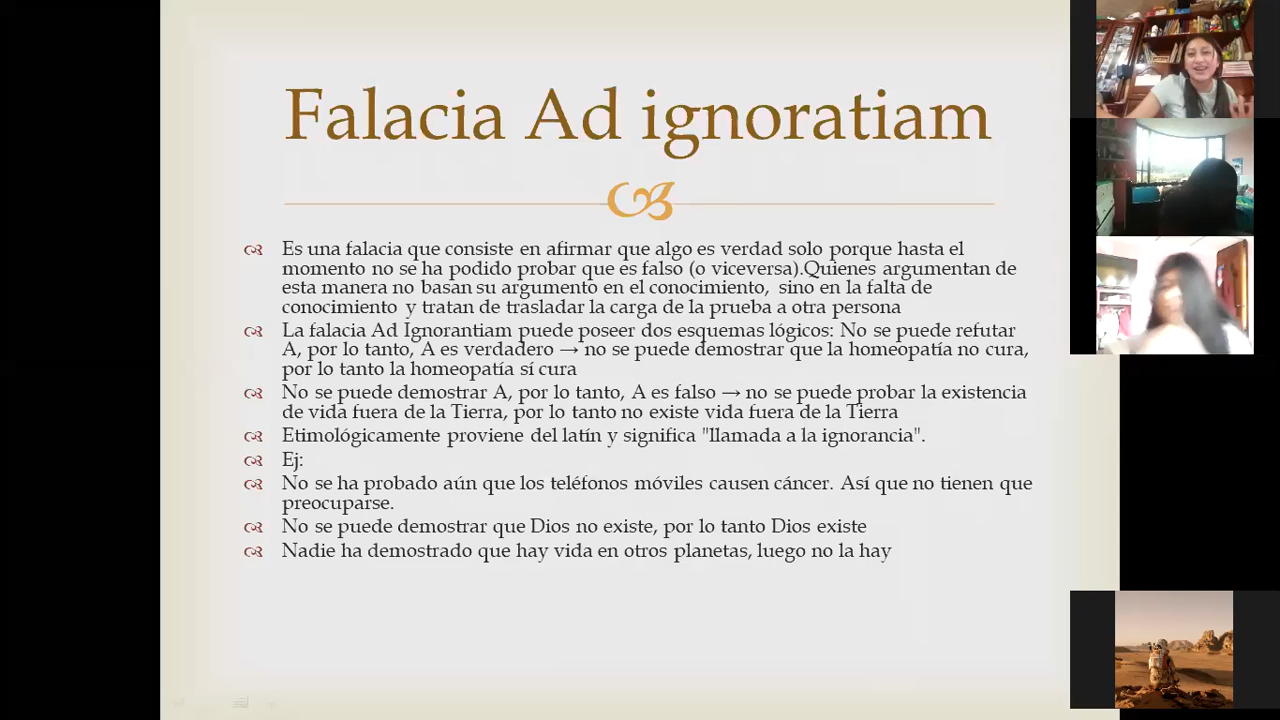 Falacia Ad ignoratiam
Es una falacia que consiste en afirmar que algo es verdad solo porque hasta el
momento no se ha podido probar que es falso (o viceversa).Quienes argumentan de
esta manera no basan su argumento en el conocimiento, sino en la falta de
conocimiento y tratan de trasladar la carga de la prueba a otra persona
La falacia Ad Ignorantiam puede poseer dos esquemas lógicos: No se puede refutar
A, por lo tanto, A es verdadero → no se puede demostrar que la homeopatía no cura,
por lo tanto la homeopatía sí cura
No se puede demostrar A, por lo tanto, A es falso → no se puede probar la existencia
de vida fuera de la Tierra, por lo tanto no existe vida fuera de la Tierra
Etimológicamente proviene del latín y significa "llamada a la ignorancia".
Ej:
No se ha probado aún que los teléfonos móviles causen cáncer. Así que no tienen que
preocuparse.
No se puede demostrar que Dios no existe, por lo tanto Dios existe
Nadie ha demostrado que hay vida en otros planetas, luego no la hay